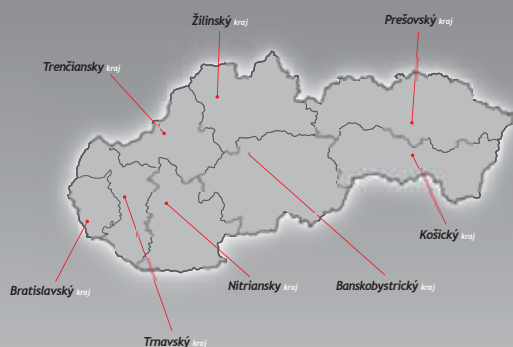 Žilinský kraj
Prešovský kraj
Trenčiansky kraj
Košický kraj
Bratislavský kraj
Nitriansky kraj
Banskobystrický kraj
Trnavský kraj